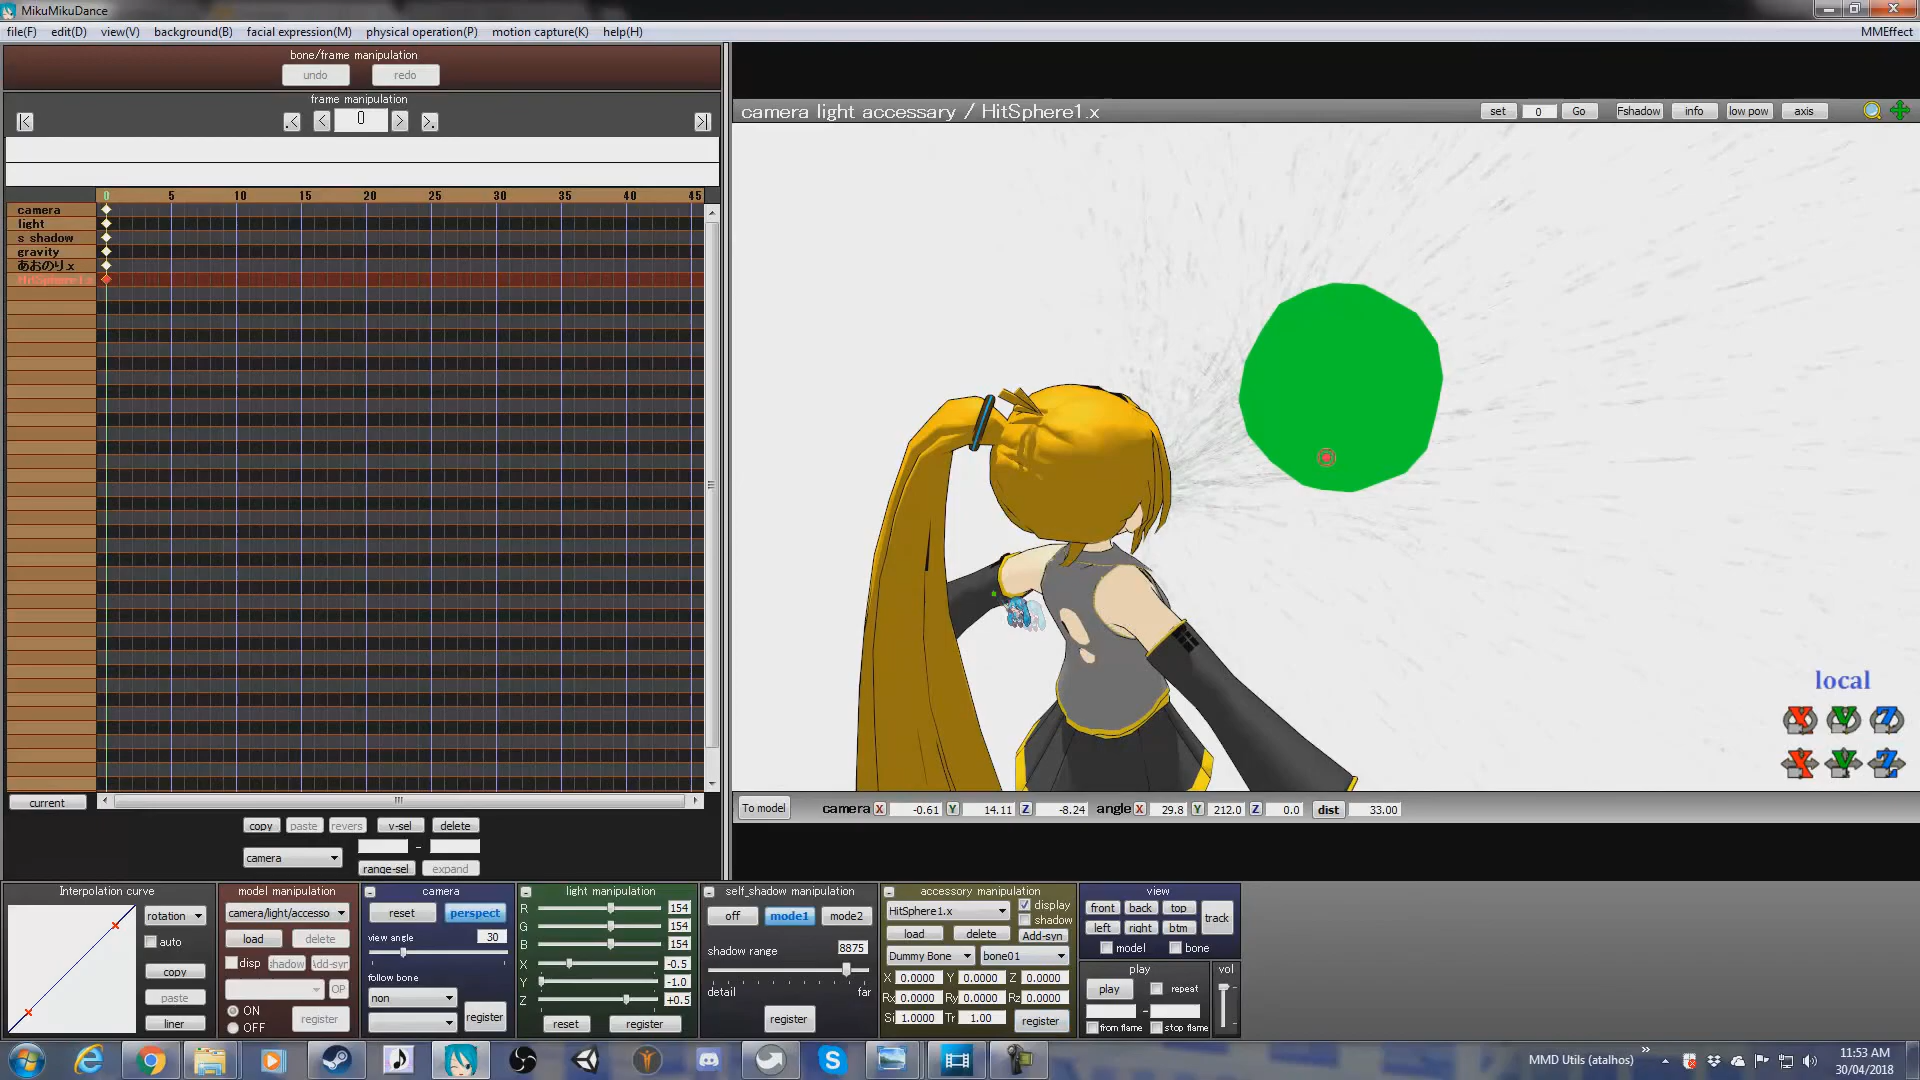 MikuMikuDance
file(F) edit(D) view(V) background(B) facial expression(M) physical operation(P) motion capture(K) help(H) MMEffect
bone/frame manipulation
undo redo
frame manipulation
|< .< < 0 > >. >|
camera light accessary / HitSphere1.x set 0 Go Fshadow info low pow axis
0 5 10 15 20 25 30 35 40 45
camera
light
s shadow
gravity
あおのり.x
HitSphere1.x
local
X Y Z
X Y Z
current
To model camera X -0.61 Y 14.11 Z -8.24 angle X 29.8 Y 212.0 Z 0.0 dist 33.00
copy paste revers v-sel delete
-
camera
range-sel expand
Interpolation curve
rotation
auto
copy
paste
liner
model manipulation
camera/light/accesso
load delete
disp shadow Add-syn
OP
ON
OFF
register
camera
reset perspect
view angle 30
follow bone
non
register
light manipulation
R 154
G 154
B 154
X -0.5
Y -1.0
Z +0.5
reset register
self_shadow manipulation
off mode1 mode2
shadow range 8875
detail far
register
accessory manipulation
HitSphere1.x display
shadow
load delete Add-syn
Dummy Bone bone01
X 0.0000 Y 0.0000 Z 0.0000
Rx 0.0000 Ry 0.0000 Rz 0.0000
Si 1.0000 Tr 1.00 register
view
front back top
left right btm
track
model bone
play
play repeat
-
from flame stop flame
vol
MMD Utils (atalhos)
11:53 AM
30/04/2018